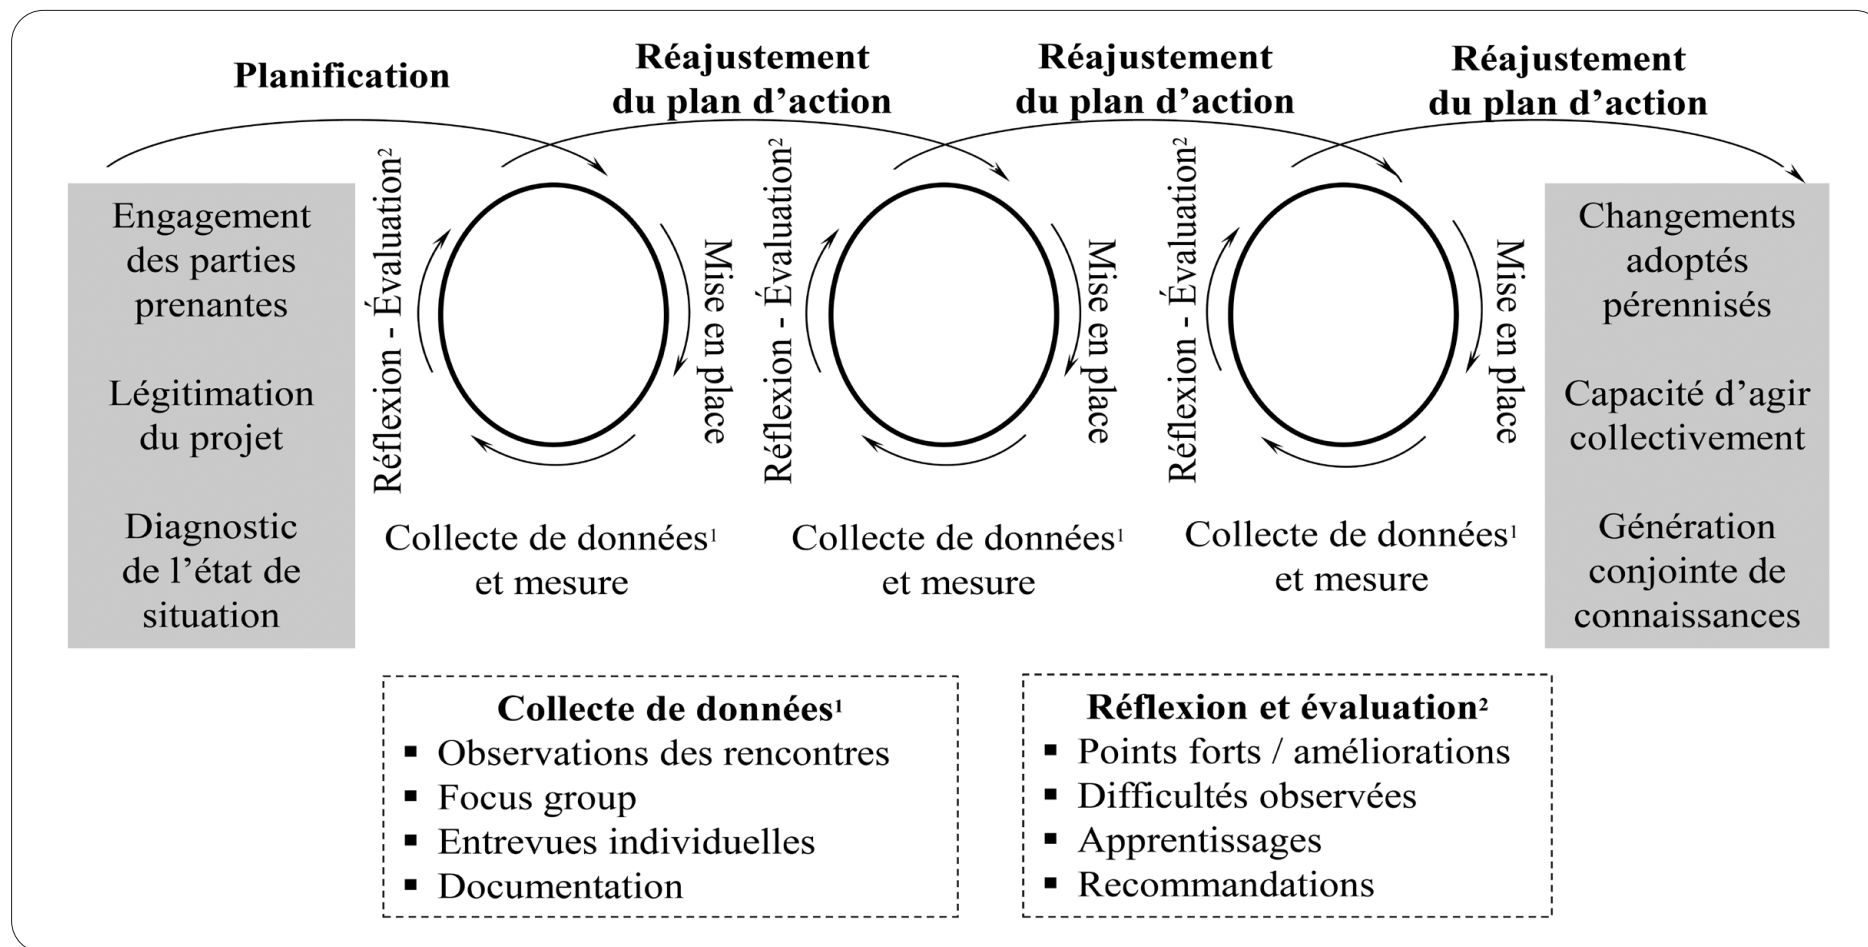 Planification
Réajustement
du plan d’action
Réajustement
du plan d’action
Réajustement
du plan d’action
Engagement
des parties
prenantes
Légitimation
du projet
Diagnostic
de l’état de
situation
Réflexion - Évaluation²
Mise en place
Collecte de données¹
et mesure
Réflexion - Évaluation²
Mise en place
Collecte de données¹
et mesure
Réflexion - Évaluation²
Mise en place
Collecte de données¹
et mesure
Changements
adoptés
pérennisés
Capacité d’agir
collectivement
Génération
conjointe de
connaissances
Collecte de données¹
▪ Observations des rencontres
▪ Focus group
▪ Entrevues individuelles
▪ Documentation
Réflexion et évaluation²
▪ Points forts / améliorations
▪ Difficultés observées
▪ Apprentissages
▪ Recommandations